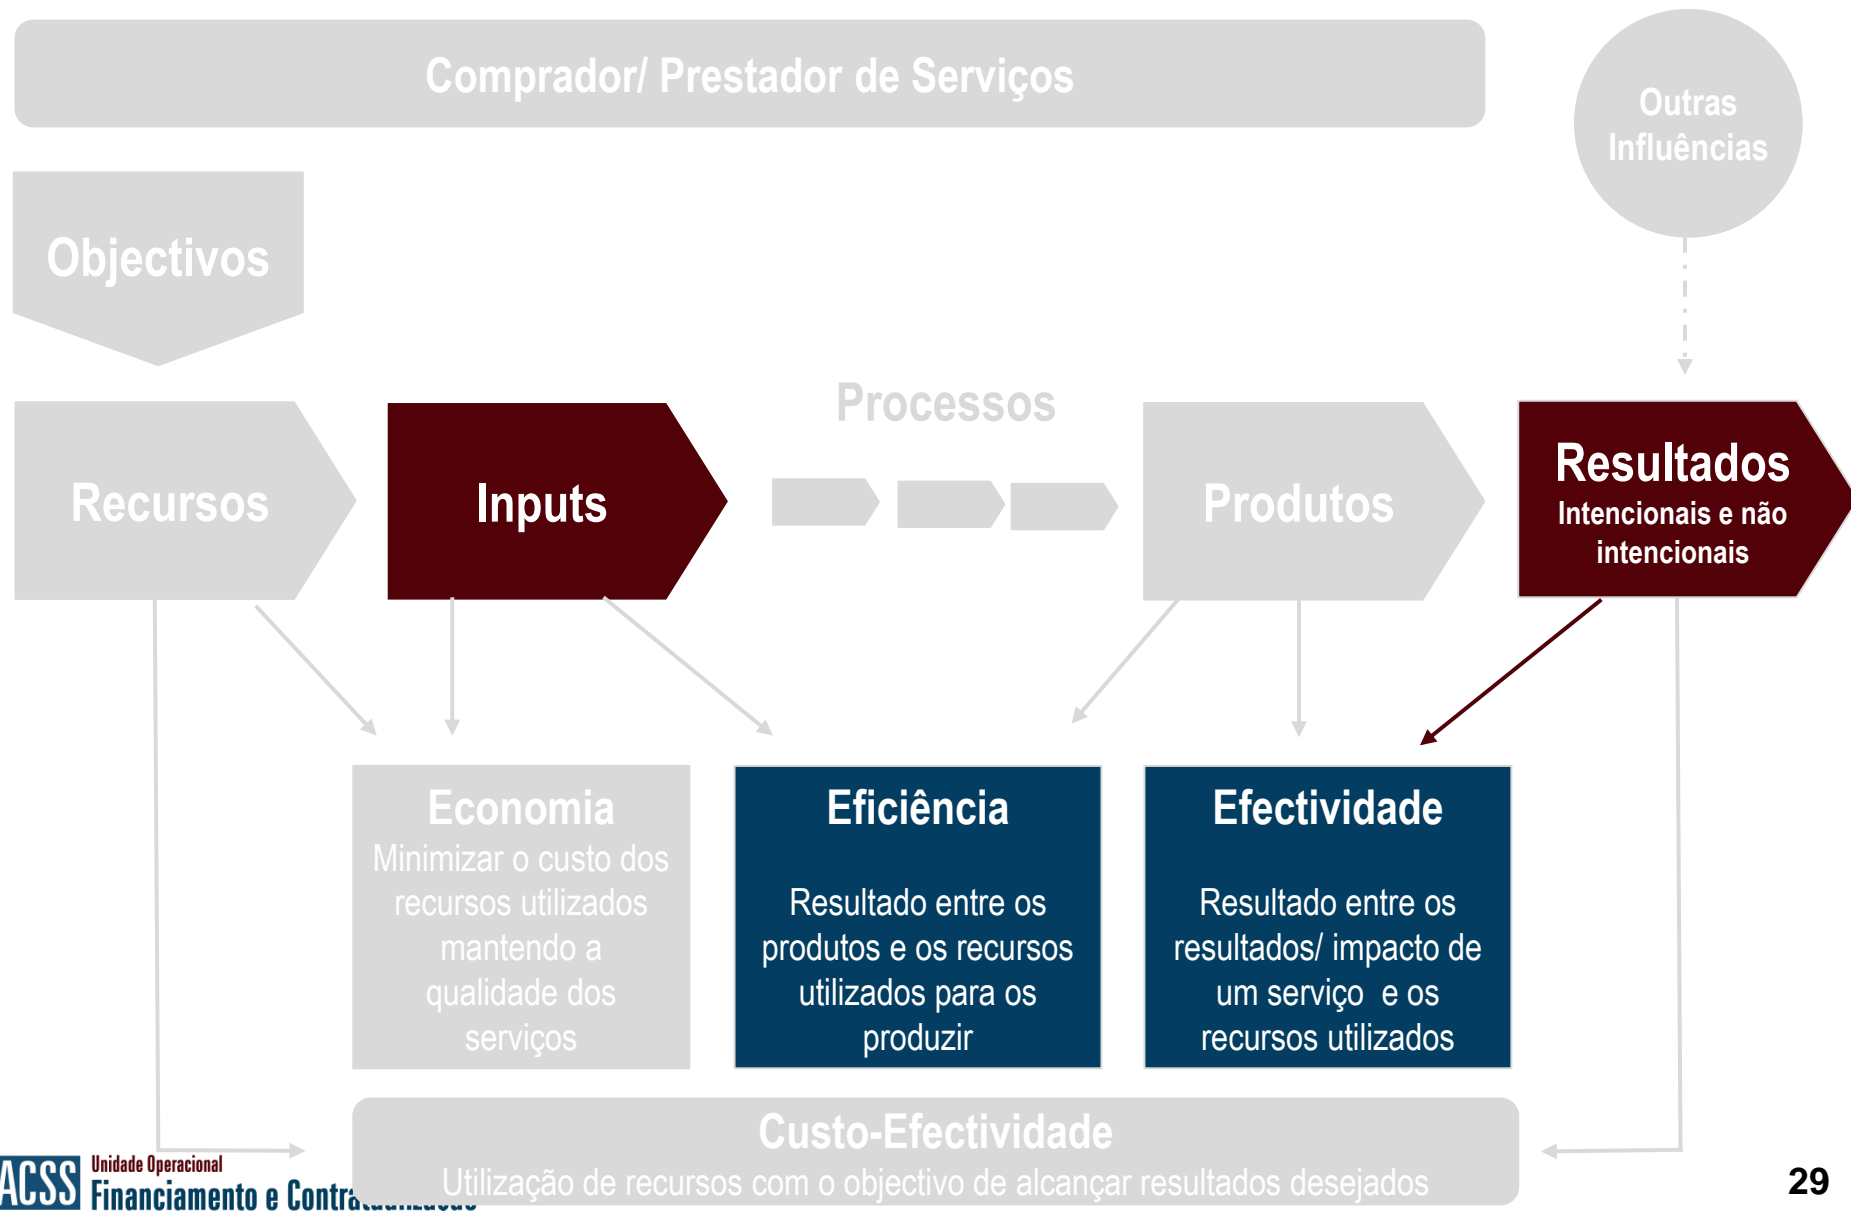 Comprador/ Prestador de Serviços
Outras
Influências
Objectivos
Recursos
Inputs
Processos
Produtos
Resultados
Intencionais e não
intencionais
Economia
Minimizar o custo dos
recursos utilizados
mantendo a
qualidade dos
serviços
Eficiência
Resultado entre os
produtos e os recursos
utilizados para os
produzir
Efectividade
Resultado entre os
resultados/ impacto de
um serviço e os
recursos utilizados
Custo-Efectividade
Utilização de recursos com o objectivo de alcançar resultados desejados
ACSS
Unidade Operacional
Financiamento e Contratualização
29